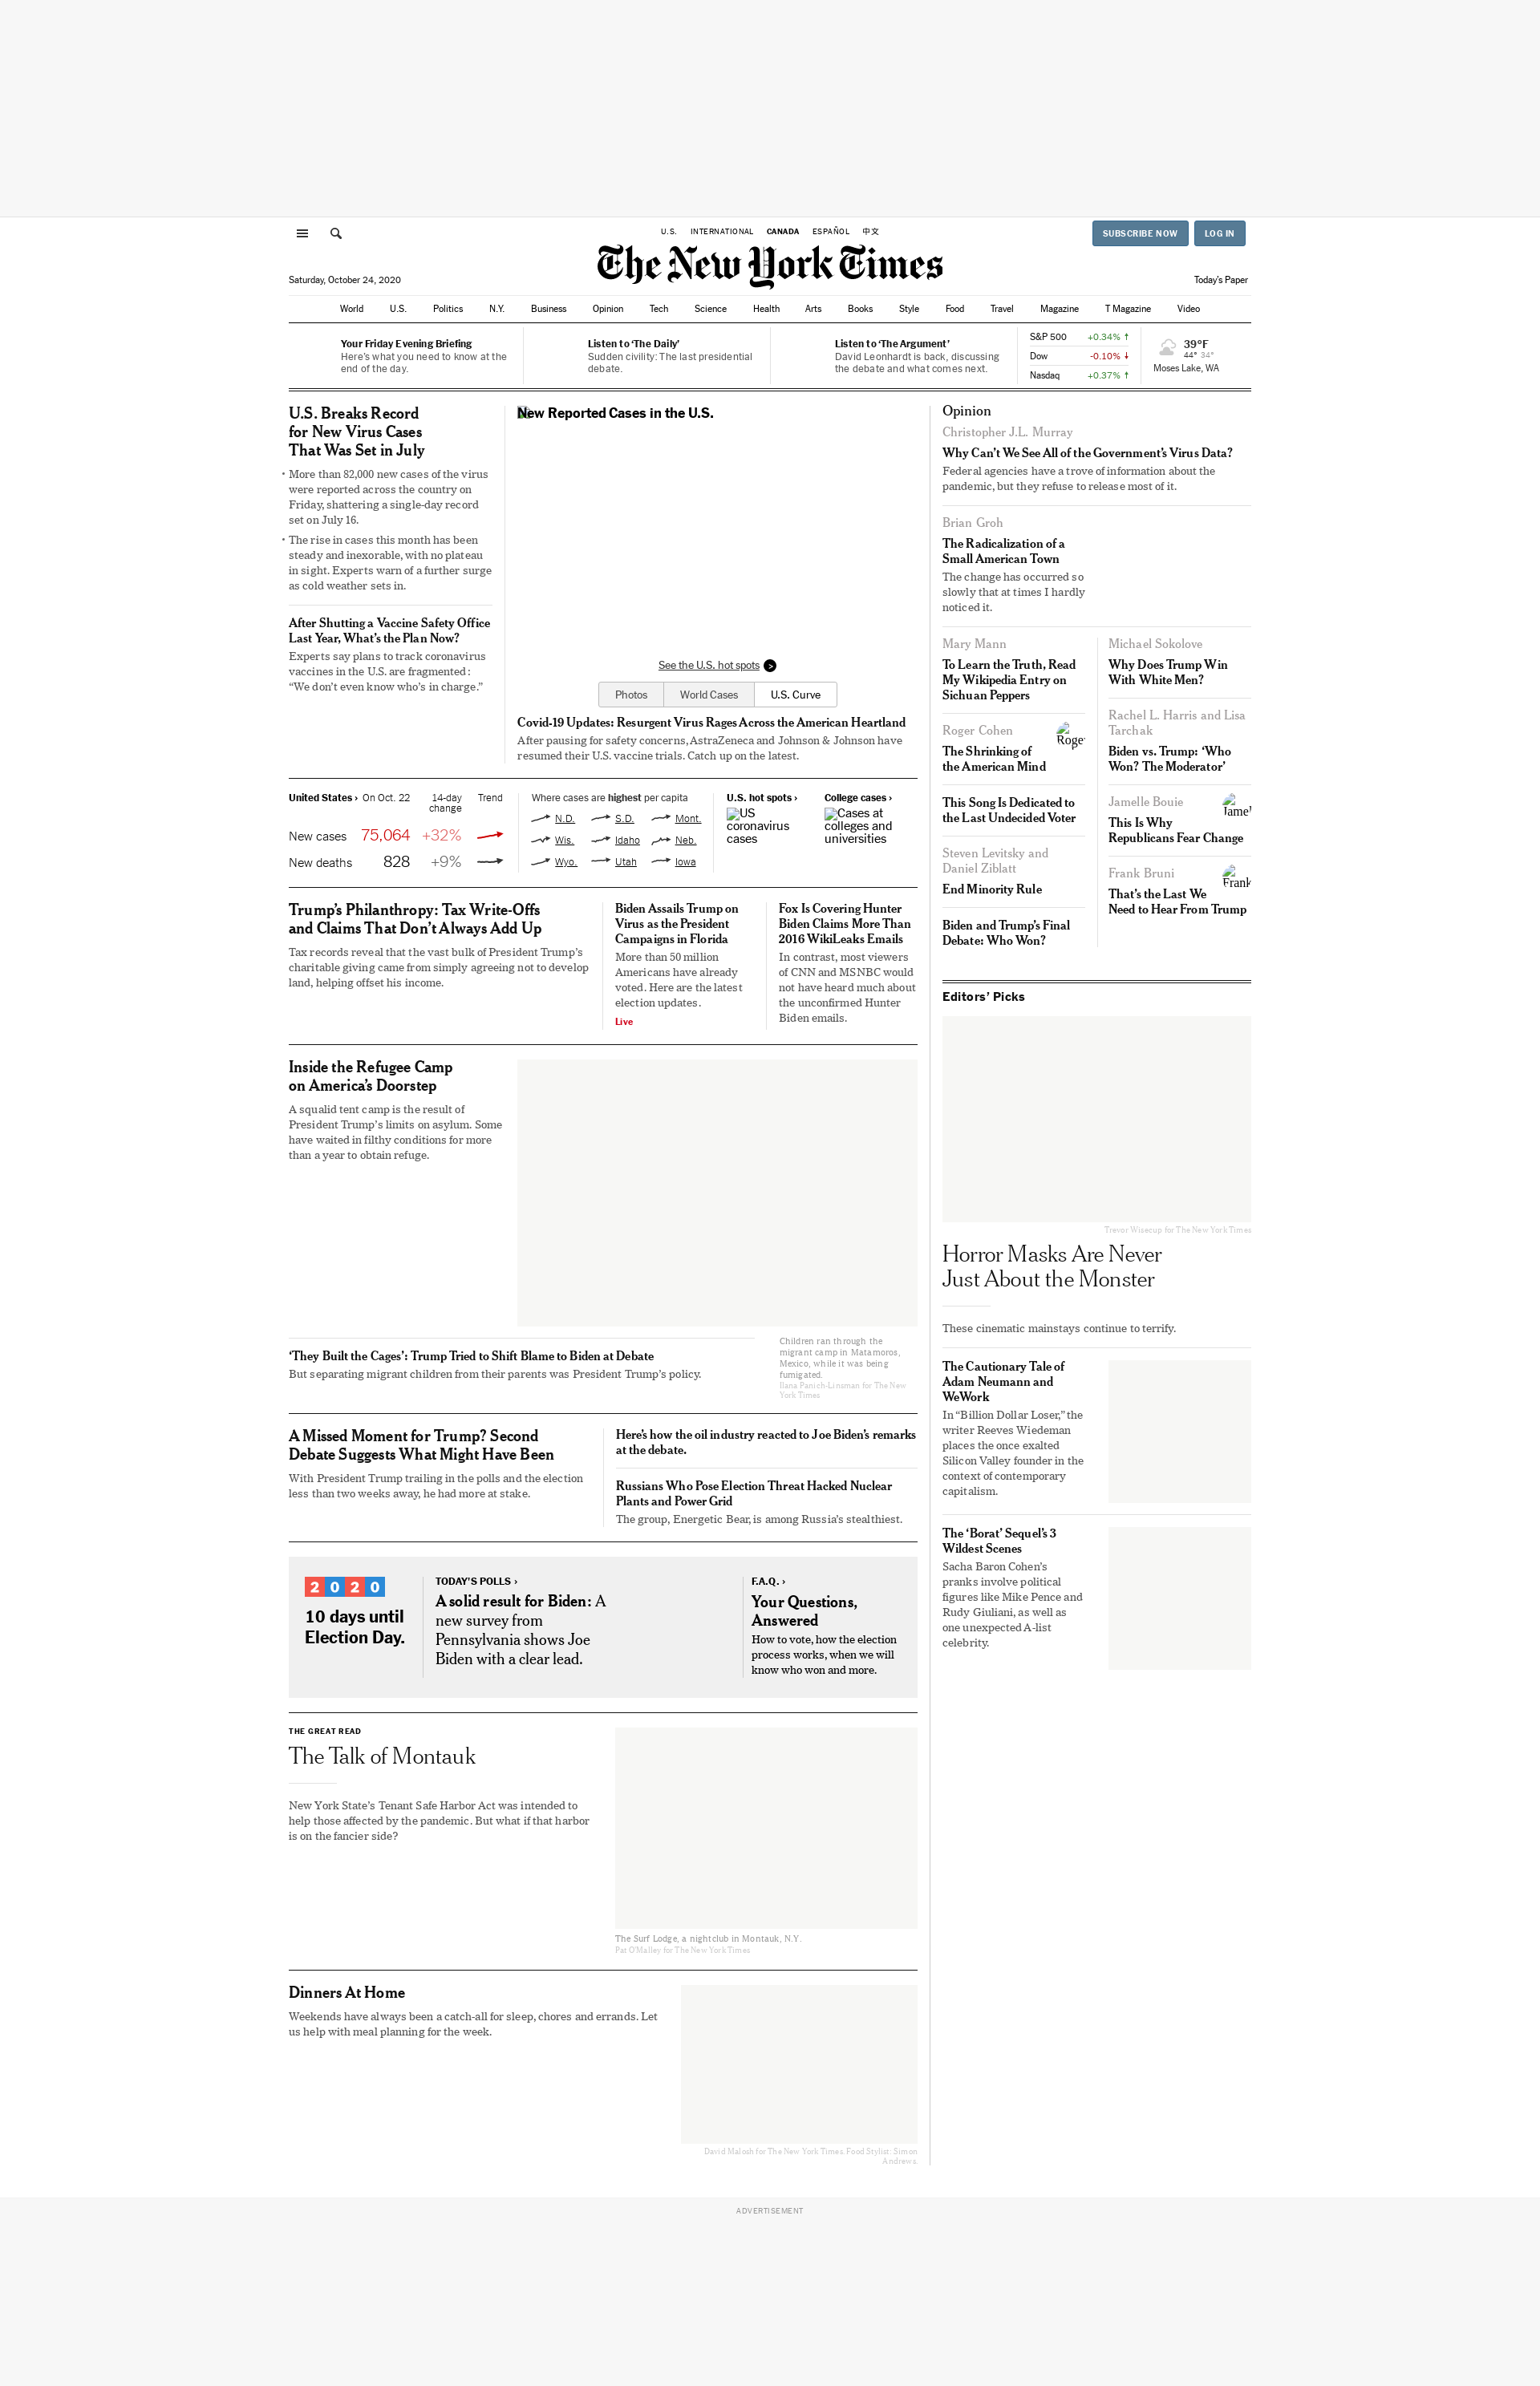 U.S. INTERNATIONAL CANADA ESPAÑOL 中文
SUBSCRIBE NOW LOG IN
The New York Times
Saturday, October 24, 2020
Today's Paper
World U.S. Politics N.Y. Business Opinion Tech Science Health Arts Books Style Food Travel Magazine T Magazine Video
Your Friday Evening Briefing
Here's what you need to know at the
end of the day.
Listen to 'The Daily'
Sudden civility: The last presidential
debate.
Listen to 'The Argument'
David Leonhardt is back, discussing
the debate and what comes next.
S&P 500 +0.34%
Dow -0.10%
Nasdaq +0.37%
39°F
44° 34°
Moses Lake, WA
U.S. Breaks Record
for New Virus Cases
That Was Set in July
• More than 82,000 new cases of the virus
were reported across the country on
Friday, shattering a single-day record
set on July 16.
• The rise in cases this month has been
steady and inexorable, with no plateau
in sight. Experts warn of a further surge
as cold weather sets in.
After Shutting a Vaccine Safety Office
Last Year, What's the Plan Now?
Experts say plans to track coronavirus
vaccines in the U.S. are fragmented:
"We don't even know who's in charge."
New Reported Cases in the U.S.
See the U.S. hot spots >
Photos World Cases U.S. Curve
Covid-19 Updates: Resurgent Virus Rages Across the American Heartland
After pausing for safety concerns, AstraZeneca and Johnson & Johnson have
resumed their U.S. vaccine trials. Catch up on the latest.
United States › On Oct. 22 14-day Trend
change
New cases 75,064 +32%
New deaths 828 +9%
Where cases are highest per capita
N.D. S.D. Mont.
Wis. Idaho Neb.
Wyo. Utah Iowa
U.S. hot spots ›
US
coronavirus
cases
College cases ›
Cases at
colleges and
universities
Trump's Philanthropy: Tax Write-Offs
and Claims That Don't Always Add Up
Tax records reveal that the vast bulk of President Trump's
charitable giving came from simply agreeing not to develop
land, helping offset his income.
Biden Assails Trump on
Virus as the President
Campaigns in Florida
More than 50 million
Americans have already
voted. Here are the latest
election updates.
Live
Fox Is Covering Hunter
Biden Claims More Than
2016 WikiLeaks Emails
In contrast, most viewers
of CNN and MSNBC would
not have heard much about
the unconfirmed Hunter
Biden emails.
Inside the Refugee Camp
on America's Doorstep
A squalid tent camp is the result of
President Trump's limits on asylum. Some
have waited in filthy conditions for more
than a year to obtain refuge.
'They Built the Cages': Trump Tried to Shift Blame to Biden at Debate
But separating migrant children from their parents was President Trump's policy.
Children ran through the
migrant camp in Matamoros,
Mexico, while it was being
fumigated.
Ilana Panich-Linsman for The New
York Times
A Missed Moment for Trump? Second
Debate Suggests What Might Have Been
With President Trump trailing in the polls and the election
less than two weeks away, he had more at stake.
Here's how the oil industry reacted to Joe Biden's remarks
at the debate.
Russians Who Pose Election Threat Hacked Nuclear
Plants and Power Grid
The group, Energetic Bear, is among Russia's stealthiest.
2020
10 days until
Election Day.
TODAY'S POLLS ›
A solid result for Biden: A
new survey from
Pennsylvania shows Joe
Biden with a clear lead.
F.A.Q. ›
Your Questions,
Answered
How to vote, how the election
process works, when we will
know who won and more.
THE GREAT READ
The Talk of Montauk
New York State's Tenant Safe Harbor Act was intended to
help those affected by the pandemic. But what if that harbor
is on the fancier side?
The Surf Lodge, a nightclub in Montauk, N.Y.
Pat O'Malley for The New York Times
Dinners At Home
Weekends have always been a catch-all for sleep, chores and errands. Let
us help with meal planning for the week.
David Malosh for The New York Times. Food Stylist: Simon
Andrews.
Opinion
Christopher J.L. Murray
Why Can't We See All of the Government's Virus Data?
Federal agencies have a trove of information about the
pandemic, but they refuse to release most of it.
Brian Groh
The Radicalization of a
Small American Town
The change has occurred so
slowly that at times I hardly
noticed it.
Mary Mann
To Learn the Truth, Read
My Wikipedia Entry on
Sichuan Peppers
Roger Cohen
Roger
The Shrinking of
the American Mind
This Song Is Dedicated to
the Last Undecided Voter
Steven Levitsky and
Daniel Ziblatt
End Minority Rule
Biden and Trump's Final
Debate: Who Won?
Michael Sokolove
Why Does Trump Win
With White Men?
Rachel L. Harris and Lisa
Tarchak
Biden vs. Trump: 'Who
Won? The Moderator'
Jamelle Bouie
This Is Why
Republicans Fear Change
Frank Bruni
Frank
That's the Last We
Need to Hear From Trump
Editors' Picks
Trevor Wisecup for The New York Times
Horror Masks Are Never
Just About the Monster
These cinematic mainstays continue to terrify.
The Cautionary Tale of
Adam Neumann and
WeWork
In "Billion Dollar Loser," the
writer Reeves Wiedeman
places the once exalted
Silicon Valley founder in the
context of contemporary
capitalism.
The 'Borat' Sequel's 3
Wildest Scenes
Sacha Baron Cohen's
pranks involve political
figures like Mike Pence and
Rudy Giuliani, as well as
one unexpected A-list
celebrity.
ADVERTISEMENT